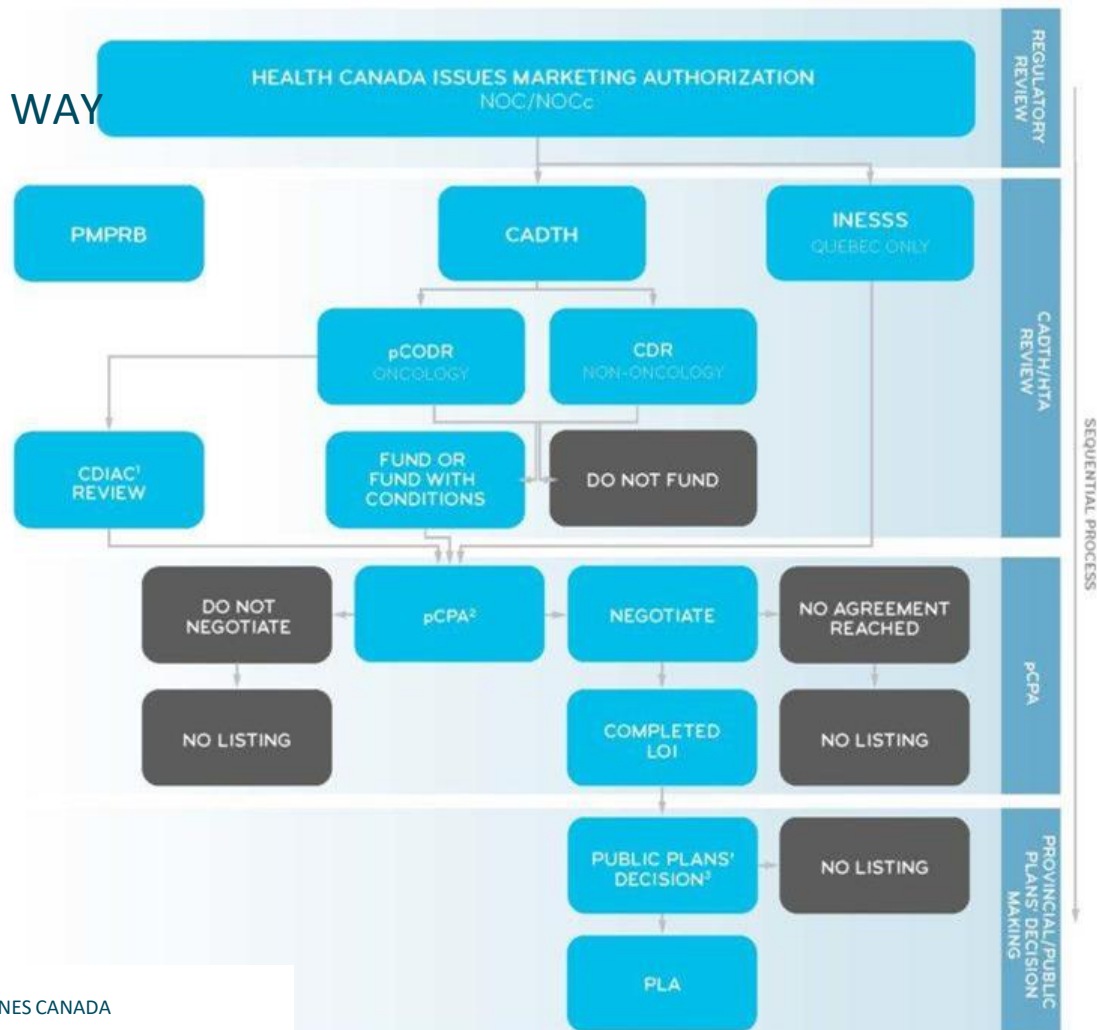 WAY
HEALTH CANADA ISSUES MARKETING AUTHORIZATION
NOC/NOCc
REGULATORY
REVIEW
PMPRB
CADTH
INESSS
QUEBEC ONLY
pCODR
ONCOLOGY
CDR
NON-ONCOLOGY
CADTH/HTA
REVIEW
CDIAC¹
REVIEW
FUND OR
FUND WITH
CONDITIONS
DO NOT FUND
SEQUENTIAL PROCESS
DO NOT
NEGOTIATE
pCPA²
NEGOTIATE
NO AGREEMENT
REACHED
pCPA
NO LISTING
COMPLETED
LOI
NO LISTING
PUBLIC PLANS'
DECISION³
NO LISTING
PROVINCIAL/PUBLIC
PLANS' DECISION
MAKING
PLA
NES CANADA